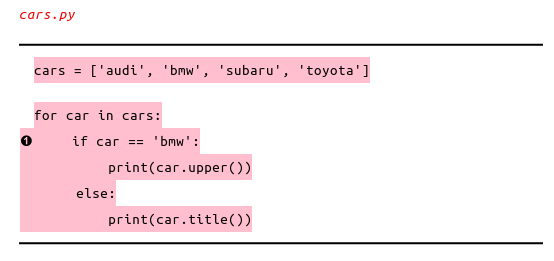 cars.py
cars = ['audi', 'bmw', 'subaru', 'toyota']
for car in cars:
❶ if car == 'bmw':
print(car.upper())
else:
print(car.title())